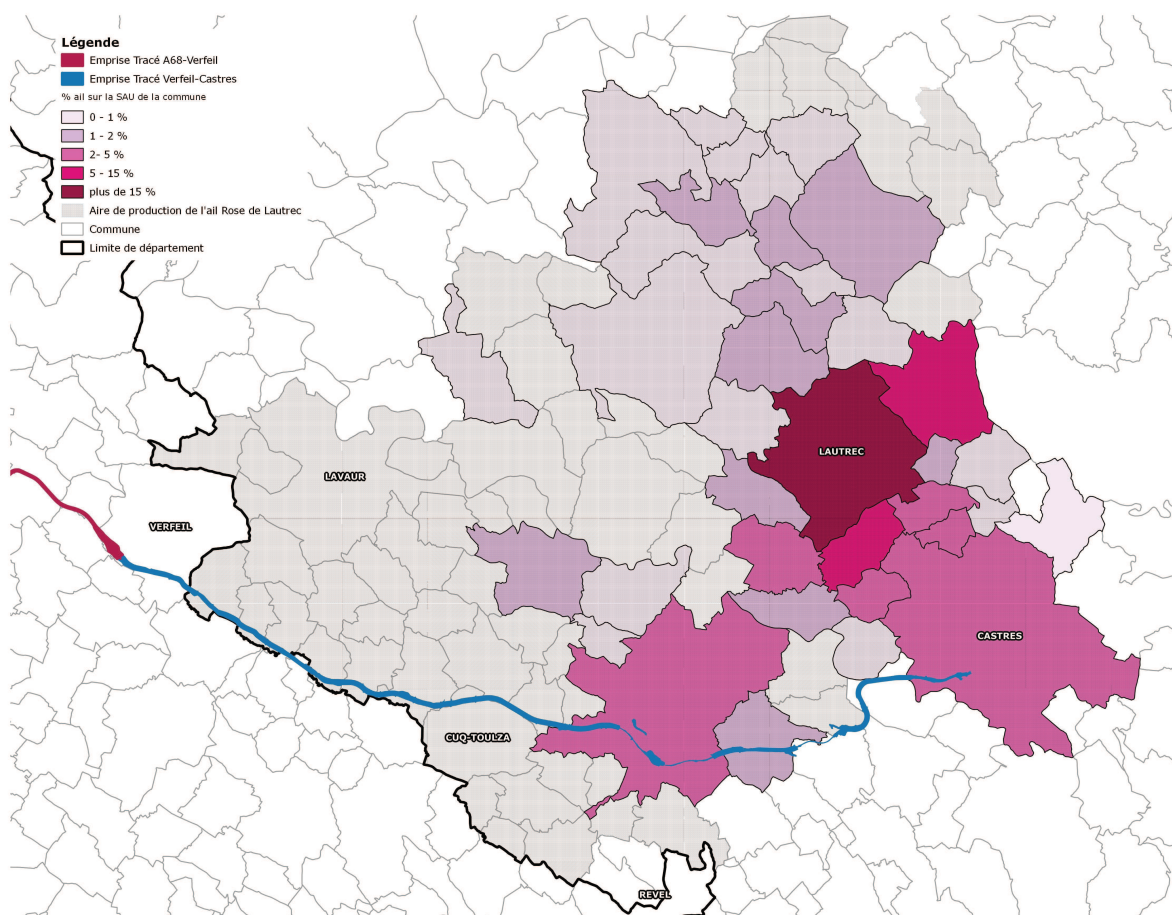 Légende
Emprise Tracé A68-Verfeil
Emprise Tracé Verfeil-Castres
% ail sur la SAU de la commune
0 - 1 %
1 - 2 %
2- 5 %
5 - 15 %
plus de 15 %
Aire de production de l'ail Rose de Lautrec
Commune
Limite de département
LAUTREC
LAVAUR
VERFEIL
CASTRES
CUQ-TOULZA
REVEL